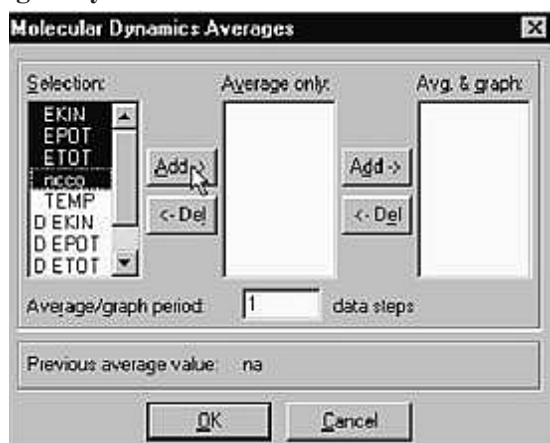 Molecular Dynamics Averages
Selection: Average only: Avg. & graph:
EKIN
EPOT
ETOT
ncco
TEMP
D EKIN
D EPOT
D ETOT
Add -> Add ->
<- Del <- Del
Average/graph period: 1 data steps
Previous average value: na
OK Cancel